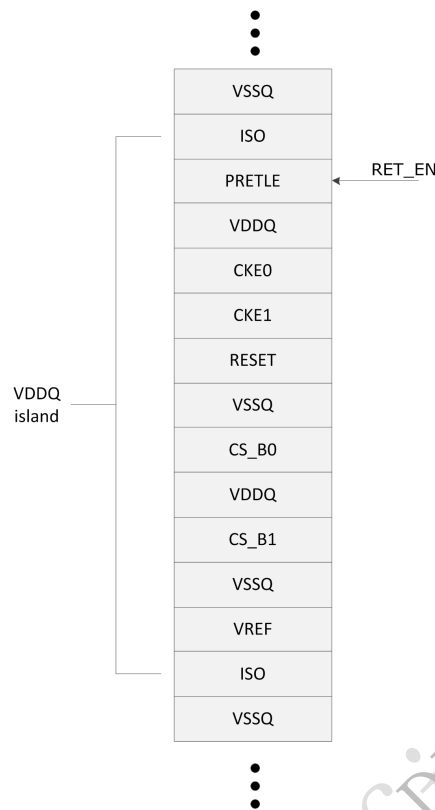 VSSQ
ISO
PRETLE
RET_EN
VDDQ
CKE0
CKE1
RESET
VDDQ
island
VSSQ
CS_B0
VDDQ
CS_B1
VSSQ
VREF
ISO
VSSQ